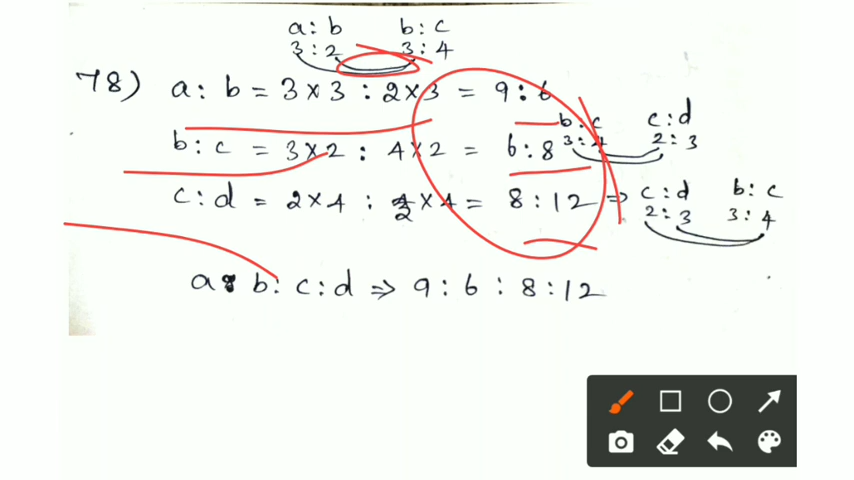 a : b b : c
3 : 2 3 : 4
78) a : b = 3 × 3 : 2 × 3 = 9 : 6
b : c c : d
3 : 4 2 : 3
b : c = 3 × 2 : 4 × 2 = 6 : 8
c : d = 2 × 4 : × 4 = 8 : 12 ⇒ c : d b : c
2 : 3 3 : 4
a : b : c : d ⇒ 9 : 6 : 8 : 12